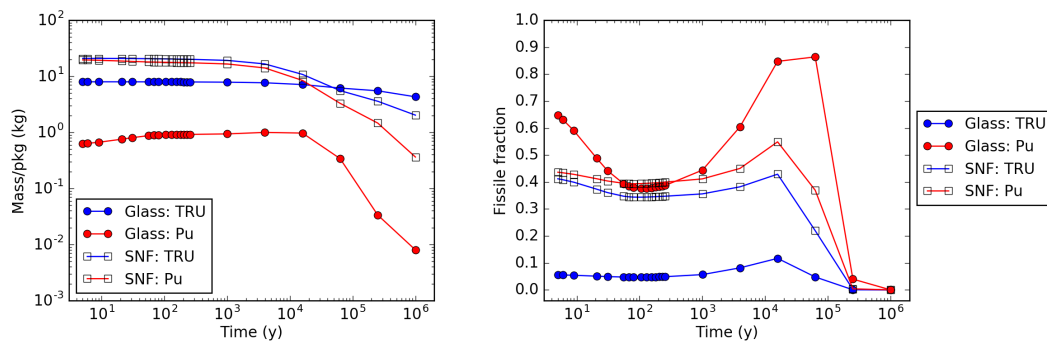 10^2
10^1
10^0
10^-1
10^-2
10^-3
Mass/pkg (kg)
Glass: TRU
Glass: Pu
SNF: TRU
SNF: Pu
10^1 10^2 10^3 10^4 10^5 10^6
Time (y)
1.0
0.9
0.8
0.7
0.6
0.5
0.4
0.3
0.2
0.1
0.0
Fissile fraction
10^1 10^2 10^3 10^4 10^5 10^6
Time (y)
Glass: TRU
Glass: Pu
SNF: TRU
SNF: Pu